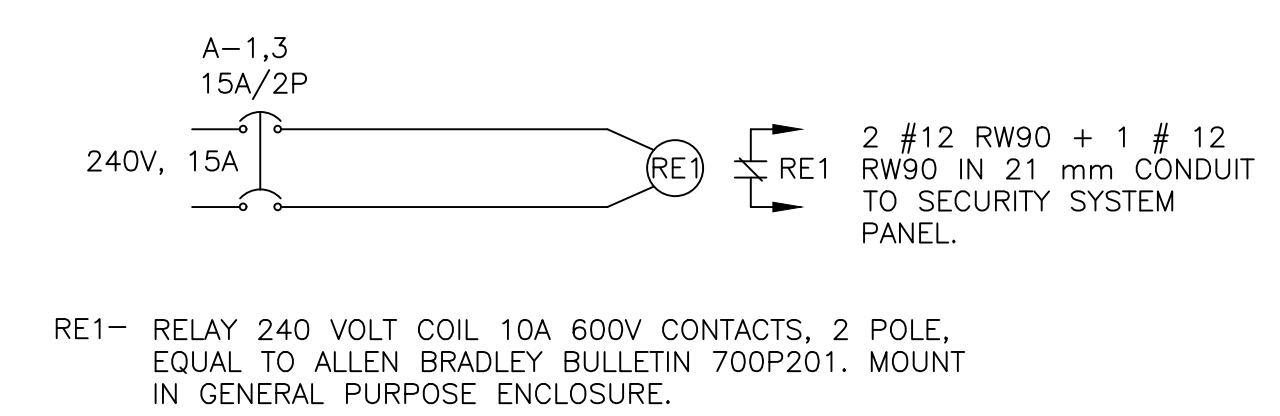 A-1,3
15A/2P
240V, 15A
RE1
RE1
2 #12 RW90 + 1 # 12
RW90 IN 21 mm CONDUIT
TO SECURITY SYSTEM
PANEL.
RE1- RELAY 240 VOLT COIL 10A 600V CONTACTS, 2 POLE,
EQUAL TO ALLEN BRADLEY BULLETIN 700P201. MOUNT
IN GENERAL PURPOSE ENCLOSURE.